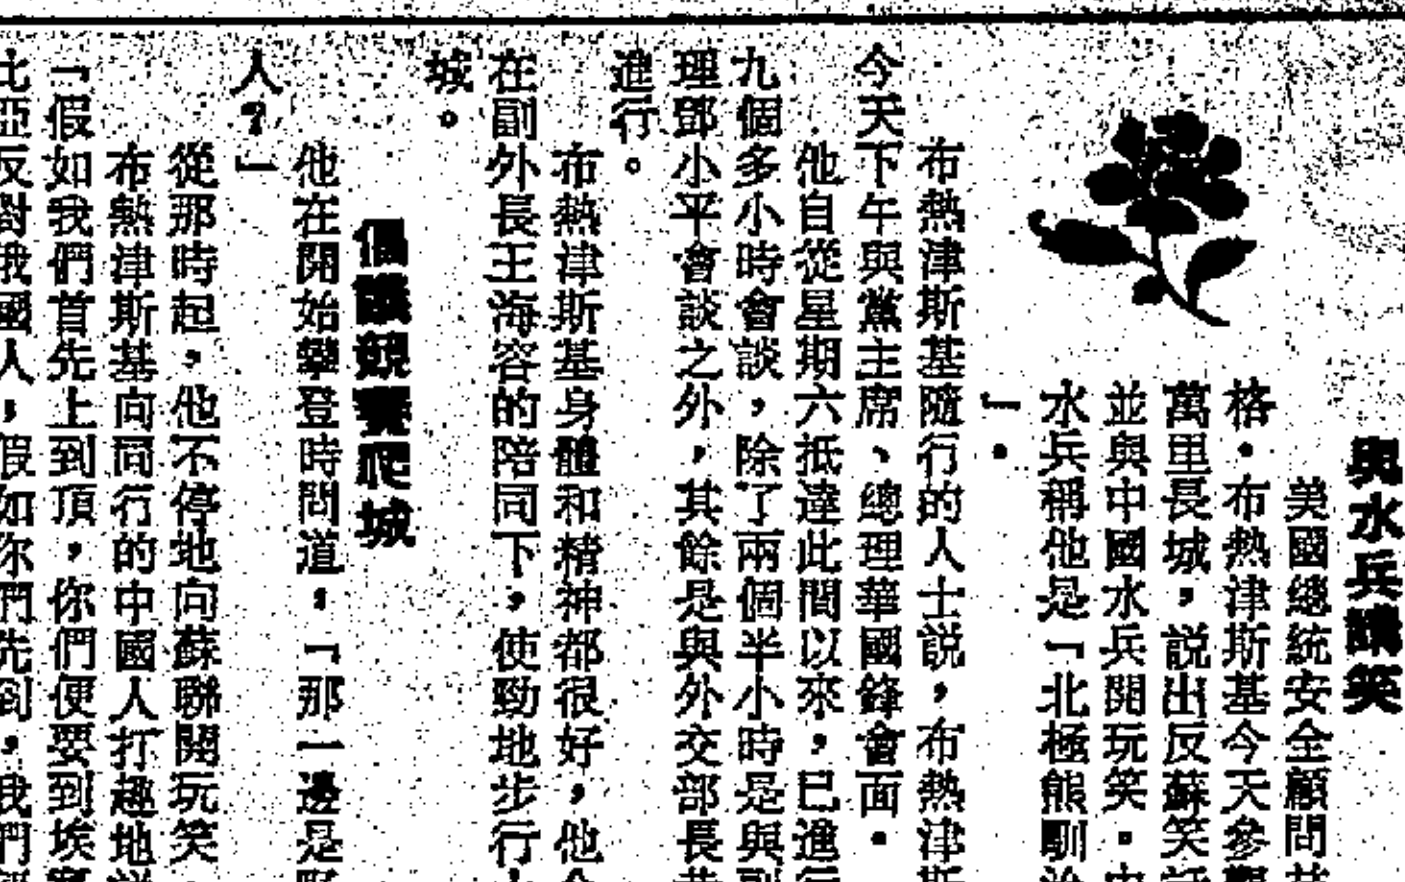 與水兵講笑
美國總統安全顧問
格・布熱津斯基今天參觀
萬里長城，説出反蘇笑話
並與中國水兵開玩笑・中
水兵稱他是「北極熊馴
」・
布熱津斯基隨行的人士説，布熱津斯
今天下午與黨主席、總理華國鋒會面・
他自從星期六抵達此間以來，已進行
九個多小時會談，除了兩個半小時是與副
理鄧小平會談之外，其餘是與外交部長黃
進行。
布熱津斯基身體和精神都很好，他
在副外長王海容的陪同下，使勁地步行
城。
倡議競賽爬城
他在開始攀登時問道，「那一邊是
人？」
從那時起，他不停地向蘇聯開玩笑
布熱津斯基向同行的中國人打趣地
「假如我們首先上到頂，你們便要到埃
比亞反對俄國人，假如你們先到，我們